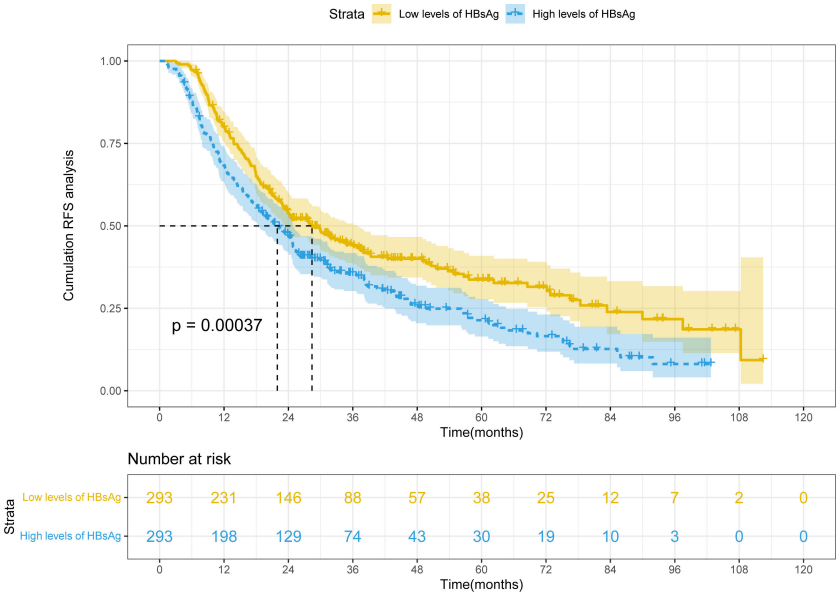 Strata Low levels of HBsAg High levels of HBsAg
Cumulation RFS analysis
1.00
0.75
0.50
0.25
0.00
p = 0.00037
0 12 24 36 48 60 72 84 96 108 120
Time(months)
Number at risk
Strata
Low levels of HBsAg 293 231 146 88 57 38 25 12 7 2 0
High levels of HBsAg 293 198 129 74 43 30 19 10 3 0 0
0 12 24 36 48 60 72 84 96 108 120
Time(months)